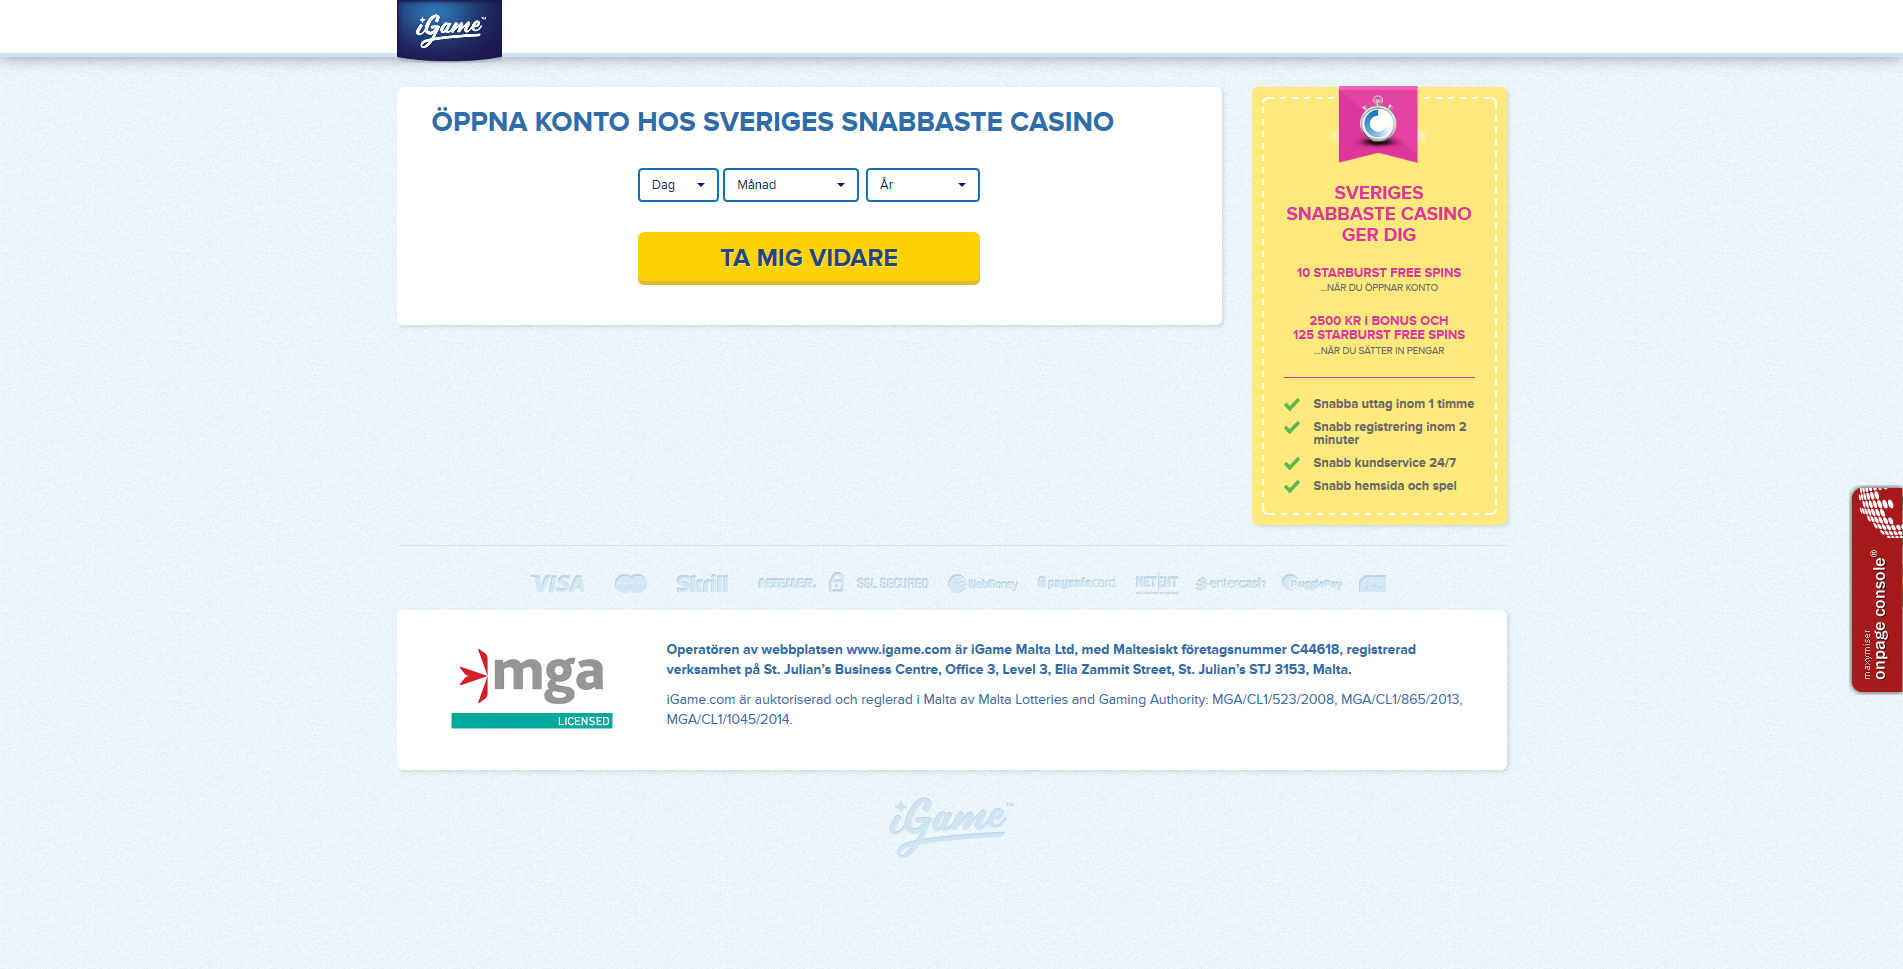 iGame™
ÖPPNA KONTO HOS SVERIGES SNABBASTE CASINO
Dag
Månad
År
TA MIG VIDARE
SVERIGES
SNABBASTE CASINO
GER DIG
10 STARBURST FREE SPINS
...NÄR DU ÖPPNAR KONTO
2500 KR I BONUS OCH
125 STARBURST FREE SPINS
...NÄR DU SÄTTER IN PENGAR
Snabba uttag inom 1 timme
Snabb registrering inom 2
minuter
Snabb kundservice 24/7
Snabb hemsida och spel
maxymiser
onpage console®
VISA Skrill NETELLER. SSL SECURED WebMoney paysafecard NETENT entercash PugglePay
mga
LICENSED
Operatören av webbplatsen www.igame.com är iGame Malta Ltd, med Maltesiskt företagsnummer C44618, registrerad
verksamhet på St. Julian’s Business Centre, Office 3, Level 3, Elia Zammit Street, St. Julian’s STJ 3153, Malta.
iGame.com är auktoriserad och reglerad i Malta av Malta Lotteries and Gaming Authority: MGA/CL1/523/2008, MGA/CL1/865/2013,
MGA/CL1/1045/2014.
iGame™